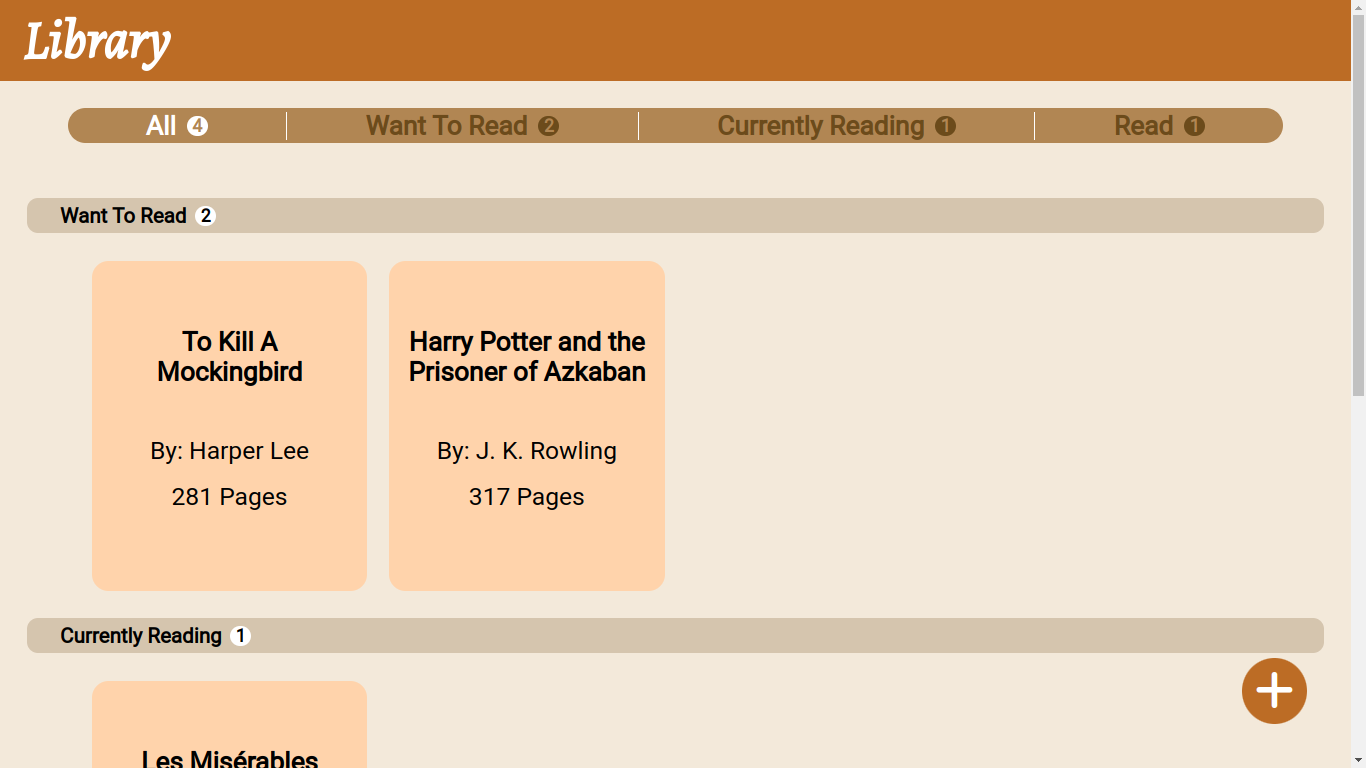 Library
All 4 Want To Read 2 Currently Reading 1 Read 1
Want To Read 2
To Kill A
Mockingbird
By: Harper Lee
281 Pages
Harry Potter and the
Prisoner of Azkaban
By: J. K. Rowling
317 Pages
Currently Reading 1
Les Misérables